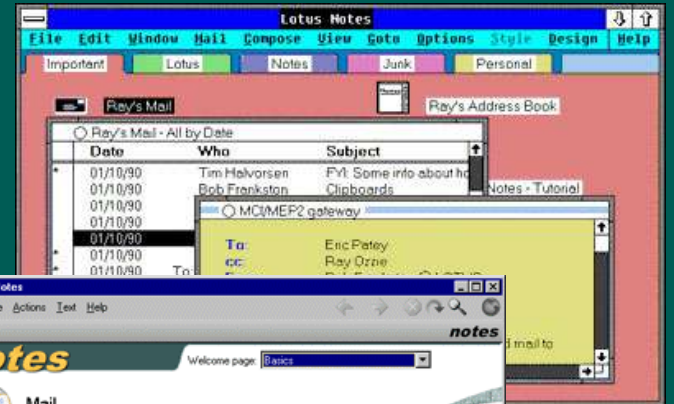 Lotus Notes
File Edit Window Mail Compose View Goto Options Style Design Help
Important Lotus Notes Junk Personal
Ray's Mail Ray's Address Book
Ray's Mail - All by Date
Date Who Subject
01/10/90 Tim Halvorsen FYI: Some info about
01/10/90 Bob Frankston Clipboards
Notes - Tutorial
01/10/90
01/10/90 MCI/MEP2 gateway
01/10/90
01/10/90 To: Eric Patey
01/10/90 To: cc: Ray Ozzie
mail to
Actions Text Help
notes
Welcome page: Basics
Mail